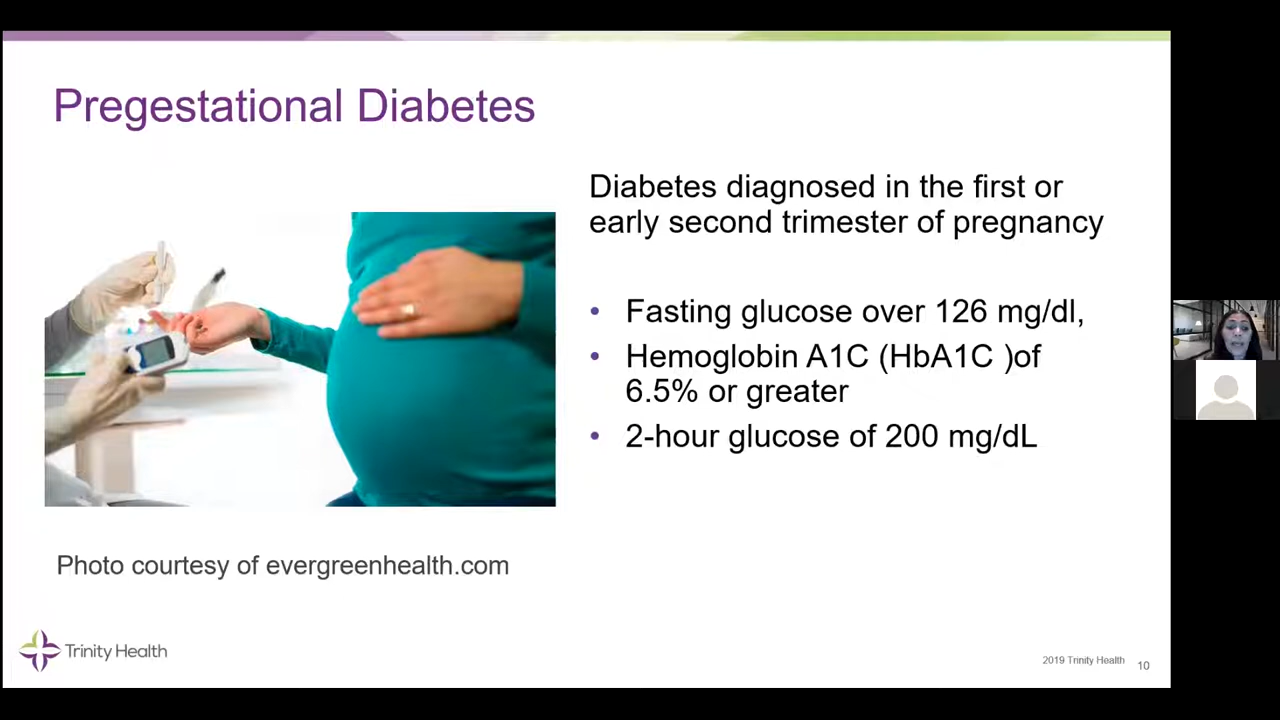 Pregestational Diabetes
Diabetes diagnosed in the first or
early second trimester of pregnancy
• Fasting glucose over 126 mg/dl,
• Hemoglobin A1C (HbA1C )of
6.5% or greater
• 2-hour glucose of 200 mg/dL
Photo courtesy of evergreenhealth.com
Trinity Health
2019 Trinity Health 10